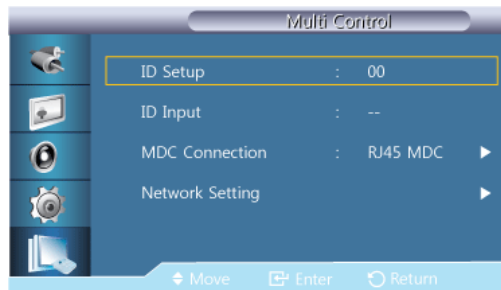 Multi Control
ID Setup : 00
ID Input : --
MDC Connection : RJ45 MDC
Network Setting
Move Enter Return